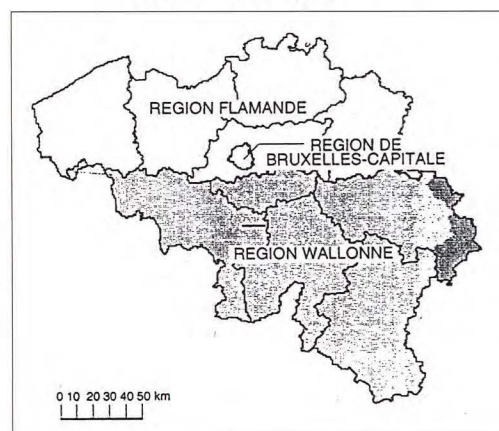 REGION FLAMANDE
REGION DE
BRUXELLES-CAPITALE
REGION WALLONNE
0 10 20 30 40 50 km